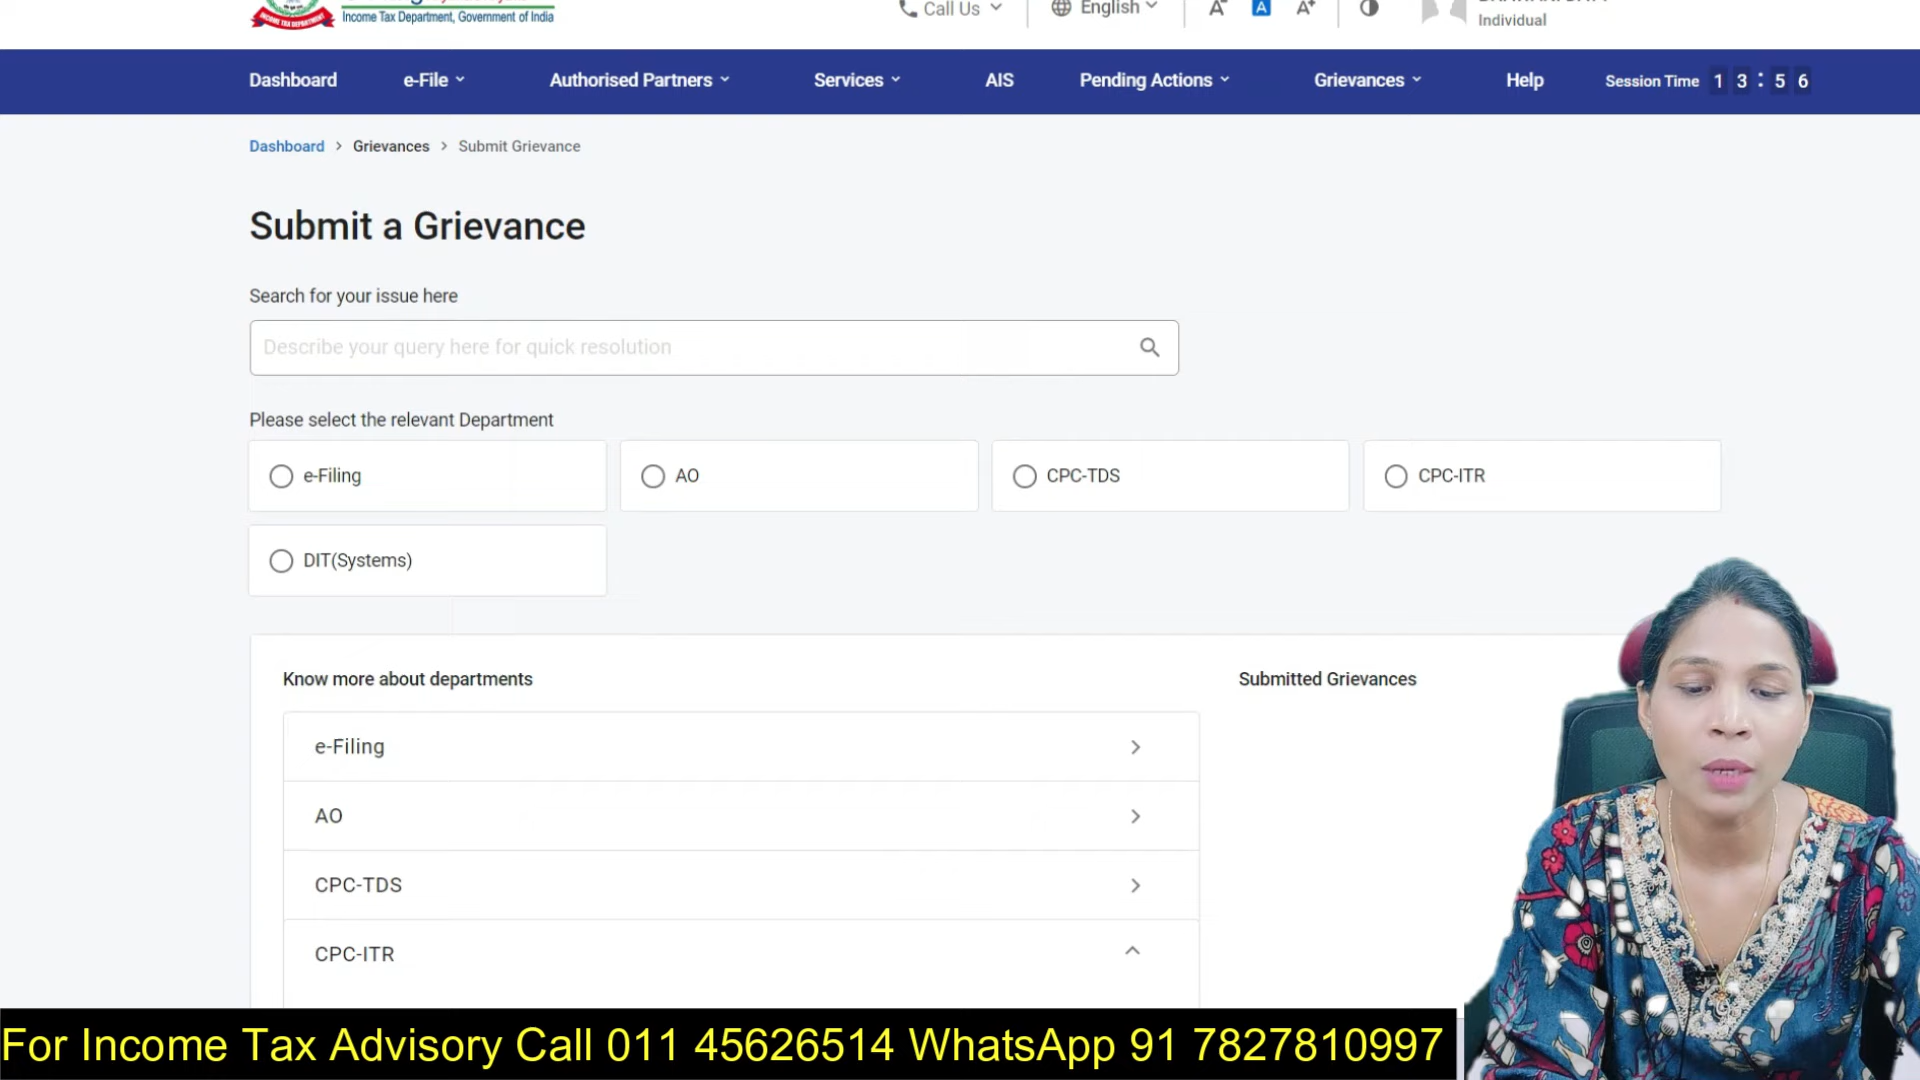 Income Tax Department, Government of India
INCOME TAX DEPARTMENT
Call Us
English
A-
A
A+
Individual
Dashboard
e-File
Authorised Partners
Services
AIS
Pending Actions
Grievances
Help
Session Time 1 3 : 5 6
Dashboard > Grievances > Submit Grievance
Submit a Grievance
Search for your issue here
Describe your query here for quick resolution
Please select the relevant Department
e-Filing
AO
CPC-TDS
CPC-ITR
DIT(Systems)
Know more about departments
Submitted Grievances
e-Filing
AO
CPC-TDS
CPC-ITR
For Income Tax Advisory Call 011 45626514 WhatsApp 91 7827810997